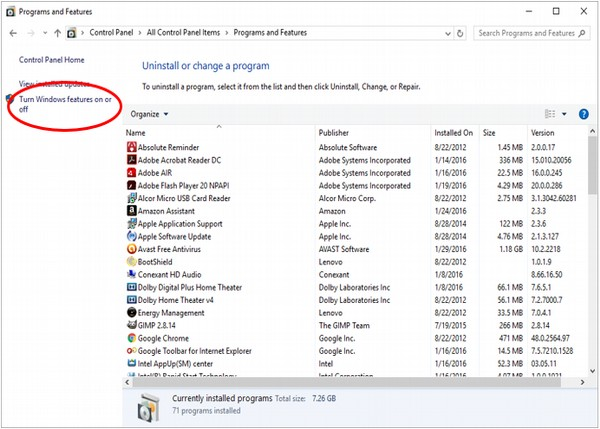 Programs and Features
Control Panel > All Control Panel Items > Programs and Features
Search Programs and Features
Control Panel Home
View installed updates
Turn Windows features on or
off
Uninstall or change a program
To uninstall a program, select it from the list and then click Uninstall, Change, or Repair.
Organize
Name Publisher Installed On Size Version
Absolute Reminder Absolute Software 8/22/2012 1.45 MB 2.0.0.17
Adobe Acrobat Reader DC Adobe Systems Incorporated 1/14/2016 336 MB 15.010.20056
Adobe AIR Adobe Systems Incorporated 1/16/2016 22.5 MB 16.0.0.245
Adobe Flash Player 20 NPAPI Adobe Systems Incorporated 1/19/2016 4.29 MB 20.0.0.286
Alcor Micro USB Card Reader Alcor Micro Corp. 8/22/2012 2.75 MB 3.1.3042.60281
Amazon Assistant Amazon 1/24/2016 2.3.3
Apple Application Support Apple Inc. 8/28/2014 122 MB 2.3.6
Apple Software Update Apple Inc. 8/28/2014 4.76 MB 2.1.3.127
Avast Free Antivirus AVAST Software 1/29/2016 1.18 GB 10.2.2218
BootShield Lenovo 8/22/2012 1.0.1.9
Conexant HD Audio Conexant 1/8/2016 8.66.16.50
Dolby Digital Plus Home Theater Dolby Laboratories Inc 1/16/2016 66.1 MB 7.6.5.1
Dolby Home Theater v4 Dolby Laboratories Inc 8/22/2012 56.1 MB 7.2.7000.7
Energy Management Lenovo 8/22/2012 33.5 MB 7.0.4.1
GIMP 2.8.14 The GIMP Team 7/19/2015 266 MB 2.8.14
Google Chrome Google Inc. 8/22/2012 471 MB 48.0.2564.97
Google Toolbar for Internet Explorer Google Inc. 1/16/2016 14.5 MB 7.5.7210.1528
Intel AppUp(SM) center Intel 1/16/2016 52.3 MB 03.05.11
Intel(R) Rapid Start Technology Intel Corporation 1/16/2016
Currently installed programs Total size: 7.26 GB
71 programs installed